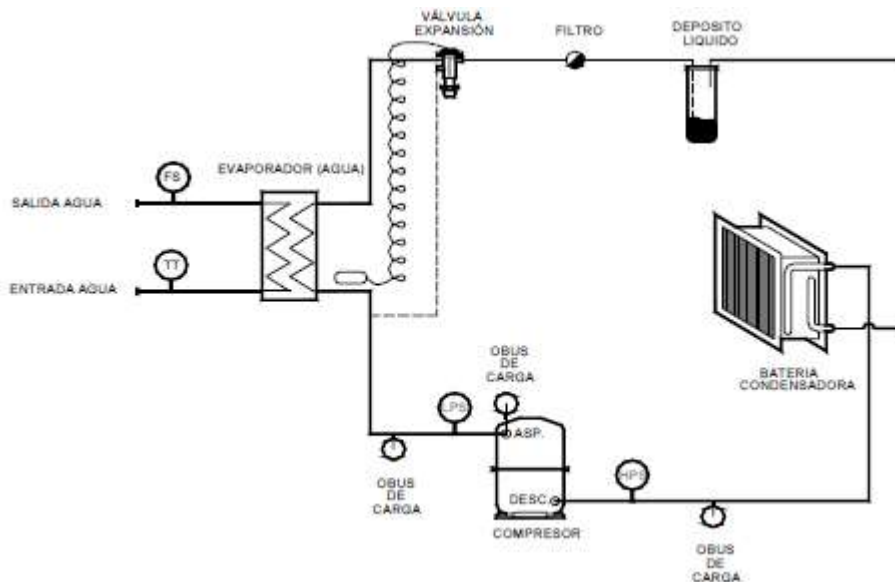 VÁLVULA
EXPANSIÓN
FILTRO
DEPOSITO
LIQUIDO
EVAPORADOR (AGUA)
FS
SALIDA AGUA
TT
ENTRADA AGUA
BATERIA
CONDENSADORA
OBUS
DE
CARGA
LPS
ASP.
OBUS
DE
CARGA
DESC.
COMPRESOR
HPS
OBUS
DE
CARGA